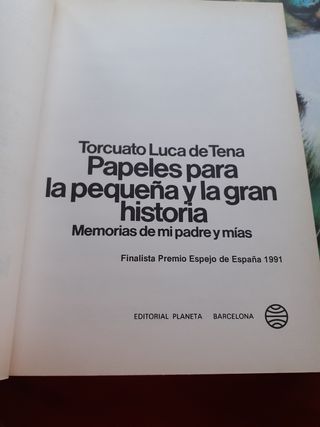 Torcuato Luca de Tena
Papeles para
la pequeña y la gran
historia
Memorias de mi padre y mías
Finalista Premio Espejo de España 1991
EDITORIAL PLANETA BARCELONA